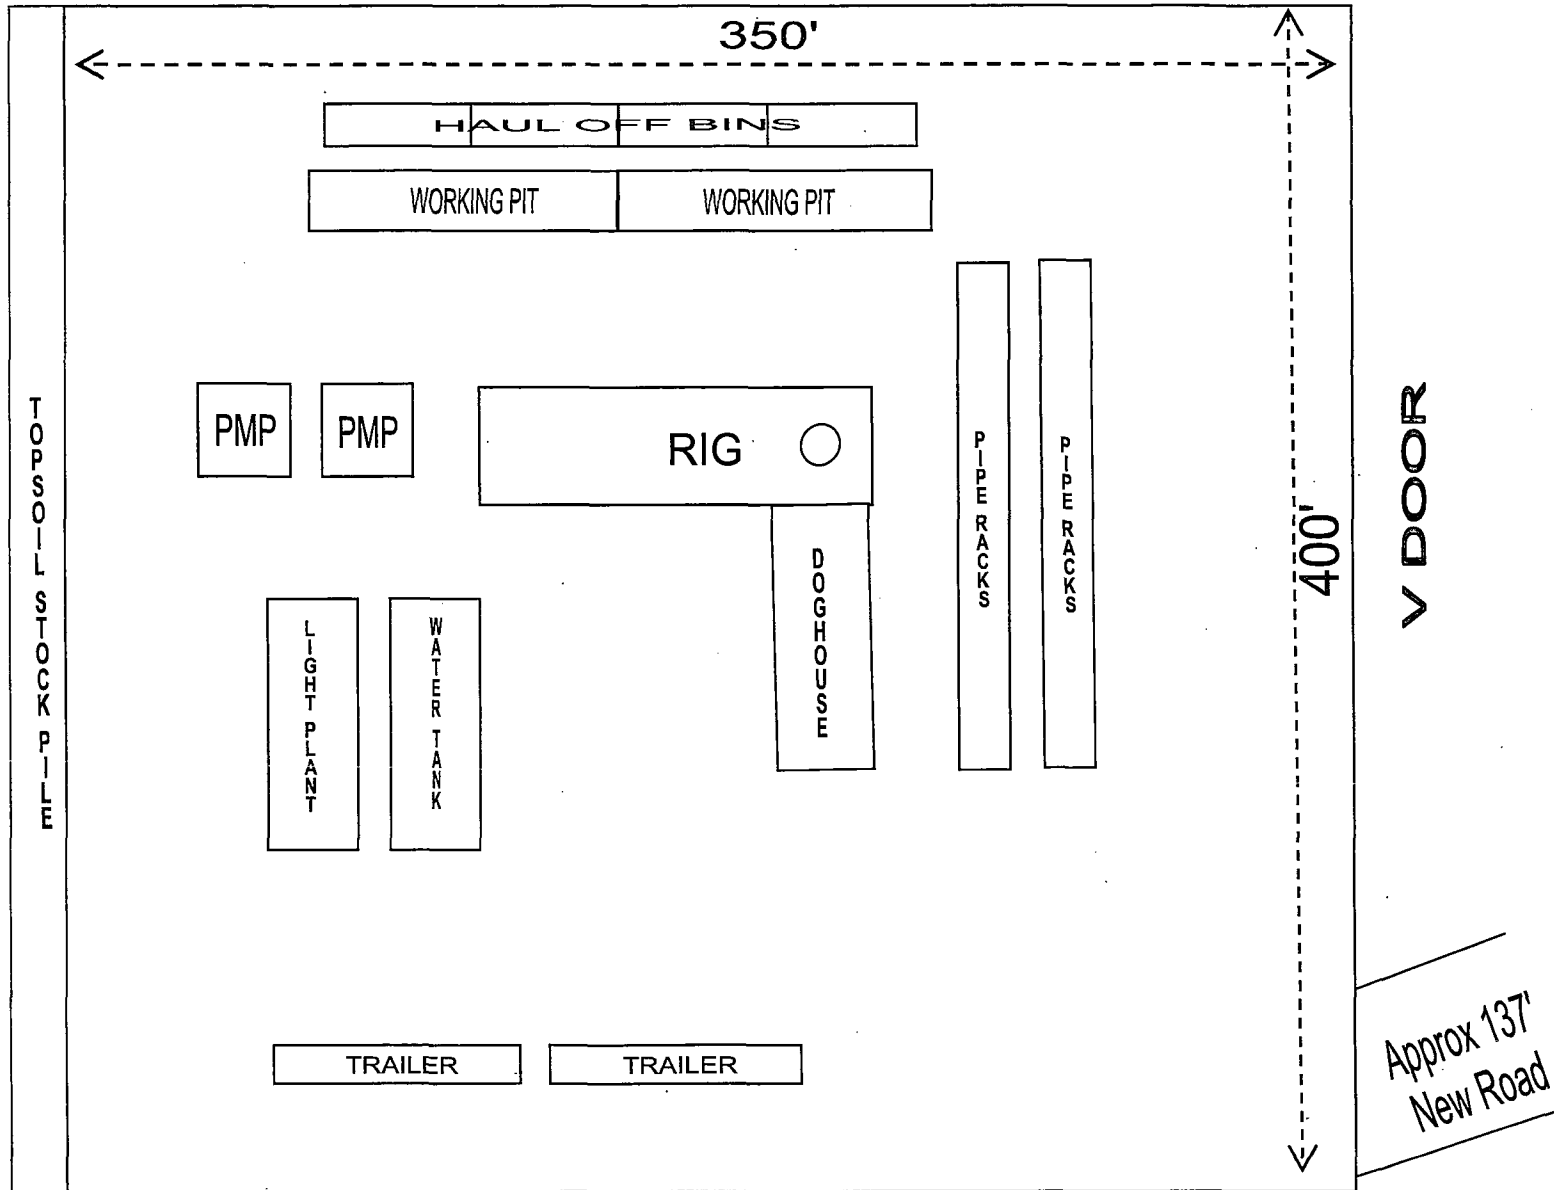 350'
HAUL OFF BINS
WORKING PIT
WORKING PIT
PMP
PMP
RIG
TOPSOIL STOCK PILE
PIPE RACKS
PIPE RACKS
400'
V DOOR
DOGHOUSE
LIGHT PLANT
WATER TANK
TRAILER
TRAILER
Approx 137'
New Road